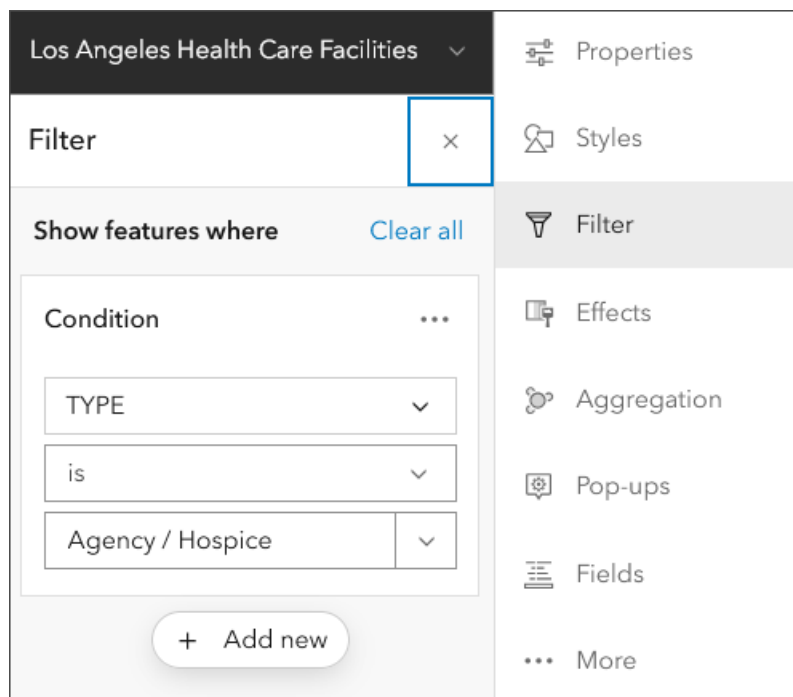 Los Angeles Health Care Facilities
Filter
Show features where
Clear all
Condition
TYPE
is
Agency / Hospice
+ Add new
Properties
Styles
Filter
Effects
Aggregation
Pop-ups
Fields
More